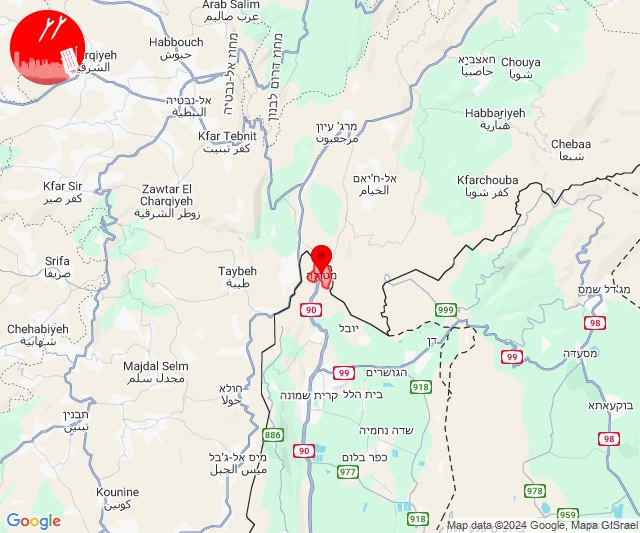 Arab Salim
عرب صاليم
Habbouch
حبوش
arqiyeh
الشرقية
מחוז אל-נבטיה
מחוז דרום לבנון
אל-נבטיה
النبطية
חאצביא
حاصبيا
Chouya
شويا
Habbariyeh
هبارية
Kfar Tebnit
كفر تبنيت
מרג' עיון
مرجعيون
Chebaa
شبعا
אל-ח'יאם
الخيام
Kfarchouba
كفر شوبا
Kfar Sir
كفر صير
Zawtar El
Charqiyeh
زوطر الشرقية
Srifa
صريفا
Taybeh
طيبة
מטולה
מג'דל שמס
90
999
98
יובל
דן
Chehabiyeh
شهابية
99
מסעדה
Majdal Selm
مجدل سلم
99
הגושרים
918
חולא
حولا
קרית שמונה
בית הלל
בוקעאתא
תבנין
تبنين
886
שדה נחמיה
98
מיס אל-ג'בל
ميس الجبل
90
כפר בלום
977
Kounine
كونين
978
918
959
Google
Map data ©2024 Google, Mapa GISrael